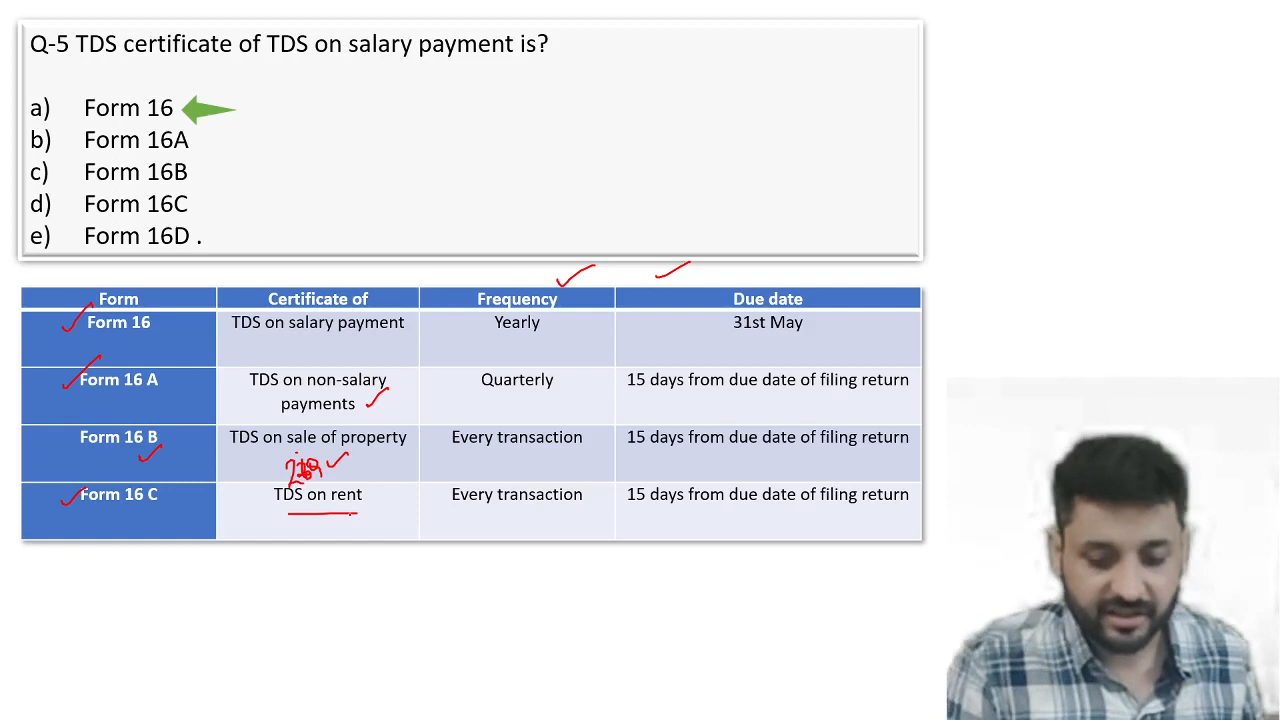 Q-5 TDS certificate of TDS on salary payment is?
a) Form 16
b) Form 16A
c) Form 16B
d) Form 16C
e) Form 16D .
Form Certificate of Frequency Due date
Form 16 TDS on salary payment Yearly 31st May
Form 16 A TDS on non-salary payments Quarterly 15 days from due date of filing return
Form 16 B TDS on sale of property Every transaction 15 days from due date of filing return
Form 16 C TDS on rent Every transaction 15 days from due date of filing return